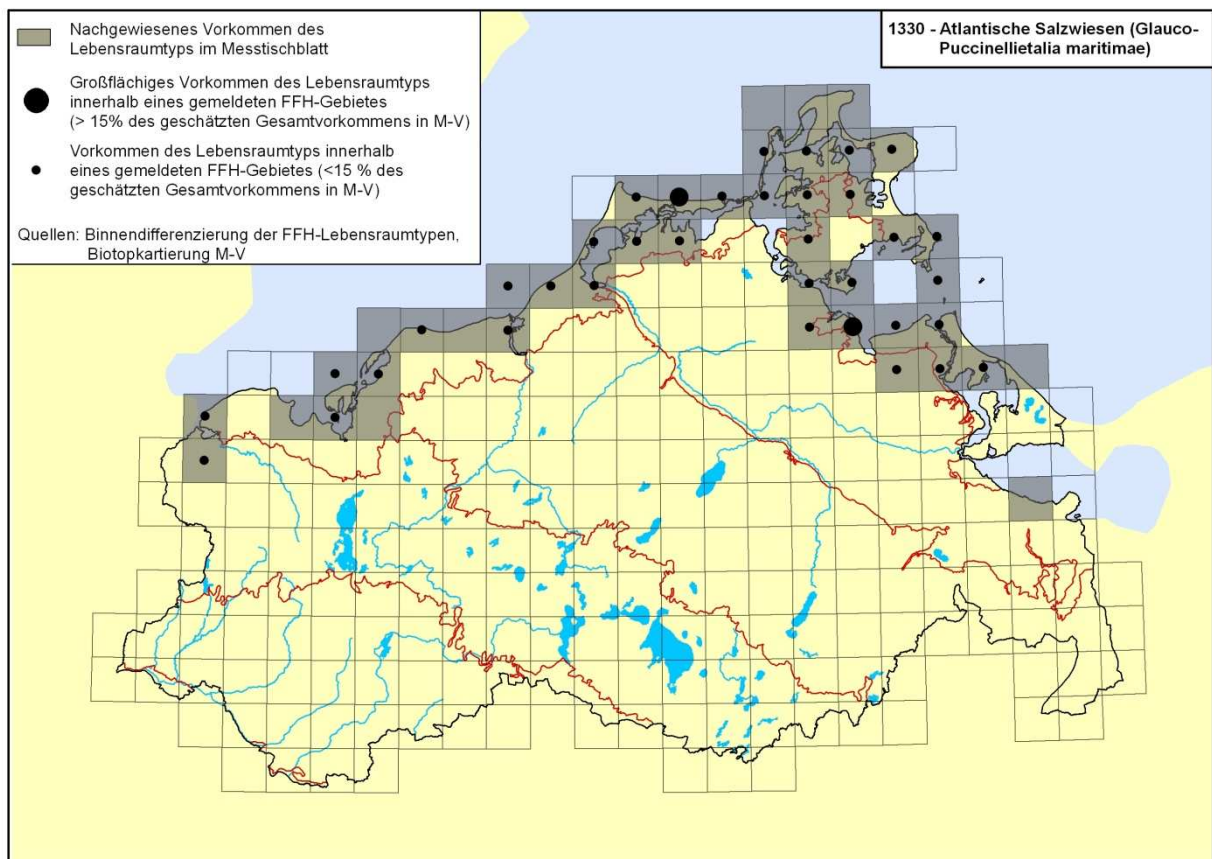 Nachgewiesenes Vorkommen des
Lebensraumtyps im Messtischblatt
Großflächiges Vorkommen des Lebensraumtyps
innerhalb eines gemeldeten FFH-Gebietes
(> 15% des geschätzten Gesamtvorkommens in M-V)
Vorkommen des Lebensraumtyps innerhalb
eines gemeldeten FFH-Gebietes (<15 % des
geschätzten Gesamtvorkommens in M-V)
Quellen: Binnendifferenzierung der FFH-Lebensraumtypen,
Biotopkartierung M-V
1330 - Atlantische Salzwiesen (Glauco-
Puccinellietalia maritimae)